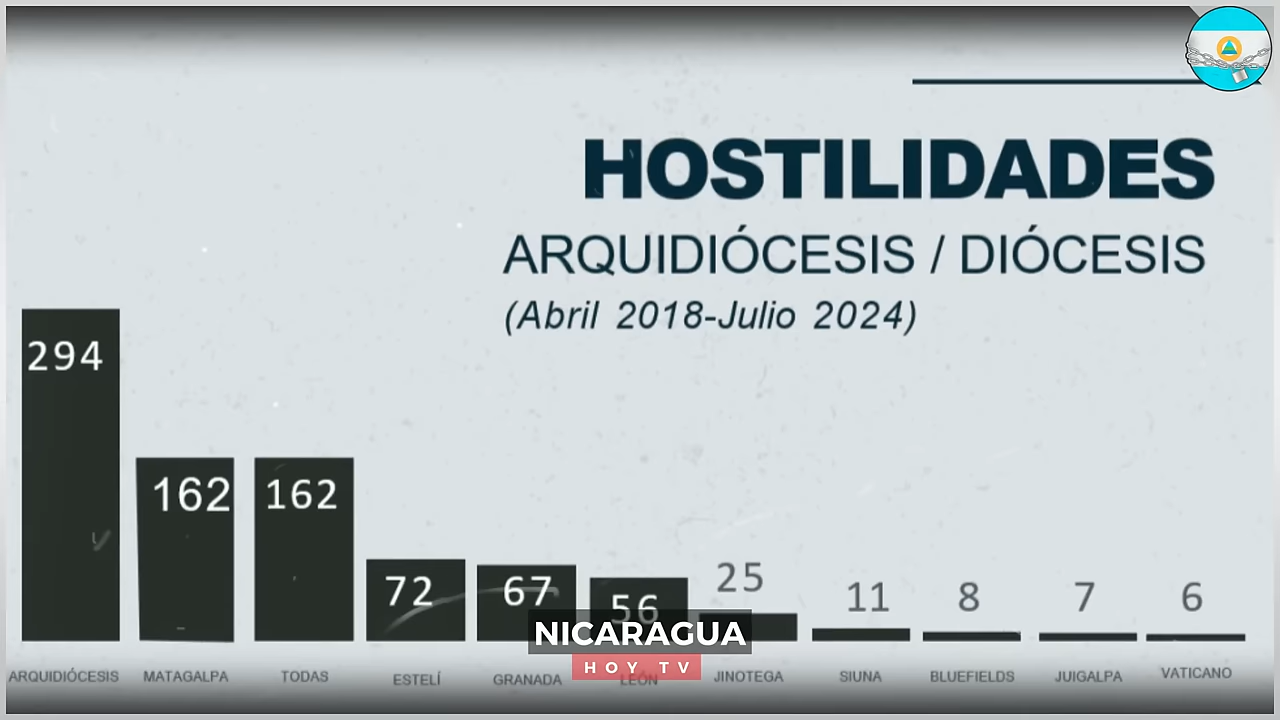 HOSTILIDADES
ARQUIDIÓCESIS / DIÓCESIS
(Abril 2018-Julio 2024)
294
162
162
72
67
56
25
11
8
7
6
NICARAGUA
HOY TV
ARQUIDIÓCESIS
MATAGALPA
TODAS
ESTELÍ
GRANADA
LEÓN
JINOTEGA
SIUNA
BLUEFIELDS
JUIGALPA
VATICANO